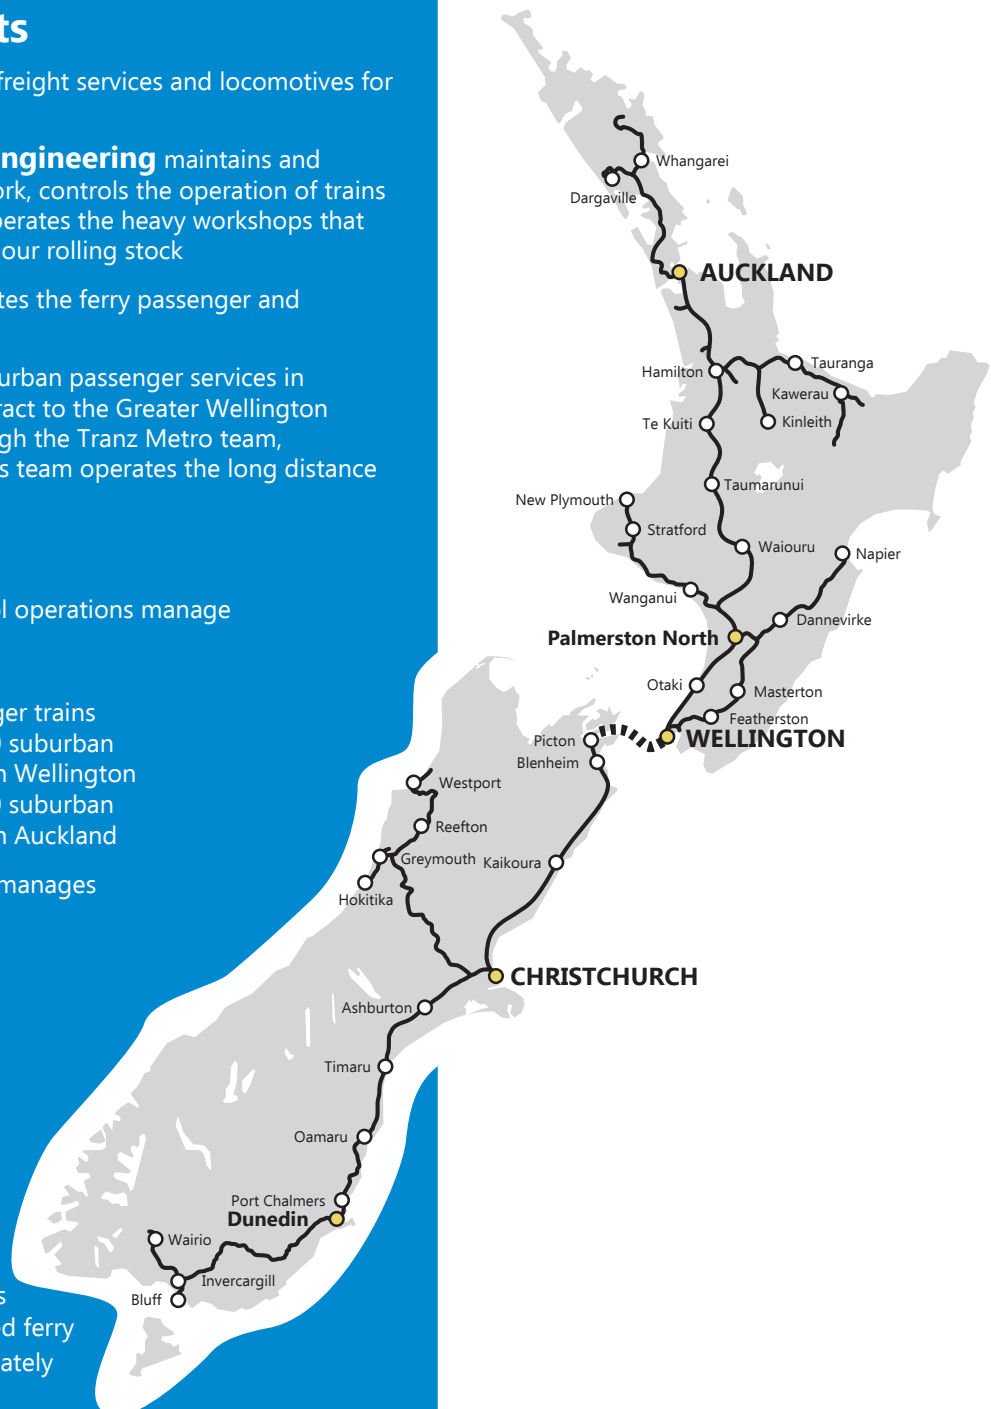 ts
freight services and locomotives for
ngineering maintains and
ork, controls the operation of trains
perates the heavy workshops that
our rolling stock
tes the ferry passenger and
urban passenger services in
ract to the Greater Wellington
gh the Tranz Metro team,
s team operates the long distance
ol operations manage
ger trains
) suburban
n Wellington
) suburban
n Auckland
manages
s
ed ferry
ately
Whangarei
Dargaville
AUCKLAND
Hamilton
Tauranga
Kawerau
Te Kuiti
Kinleith
Taumarunui
New Plymouth
Stratford
Waiouru
Napier
Wanganui
Dannevirke
Palmerston North
Otaki
Masterton
Featherston
WELLINGTON
Picton
Blenheim
Westport
Reefton
Greymouth
Kaikoura
Hokitika
CHRISTCHURCH
Ashburton
Timaru
Oamaru
Port Chalmers
Dunedin
Wairio
Invercargill
Bluff